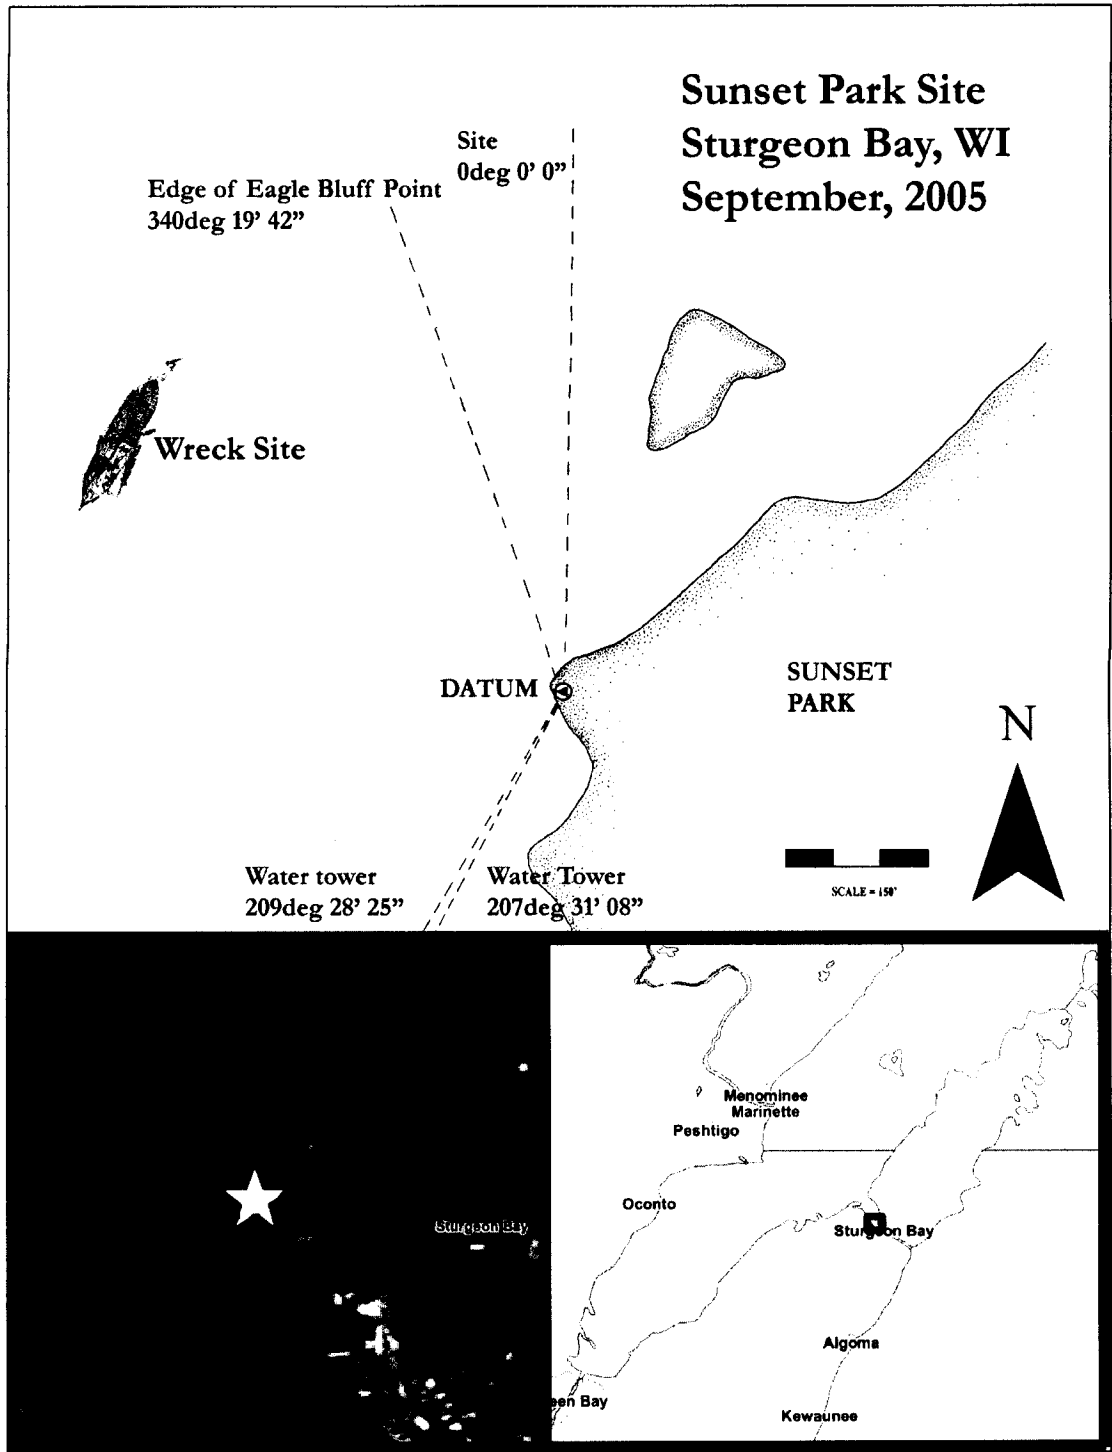 Sunset Park Site
Sturgeon Bay, WI
September, 2005
Site
0deg 0' 0”
Edge of Eagle Bluff Point
340deg 19' 42”
Wreck Site
DATUM
SUNSET
PARK
N
SCALE = 150'
Water tower
209deg 28' 25”
Water Tower
207deg 31' 08”
Sturgeon Bay
Menominee
Marinette
Peshtigo
Oconto
Sturgeon Bay
Algoma
een Bay
Kewaunee